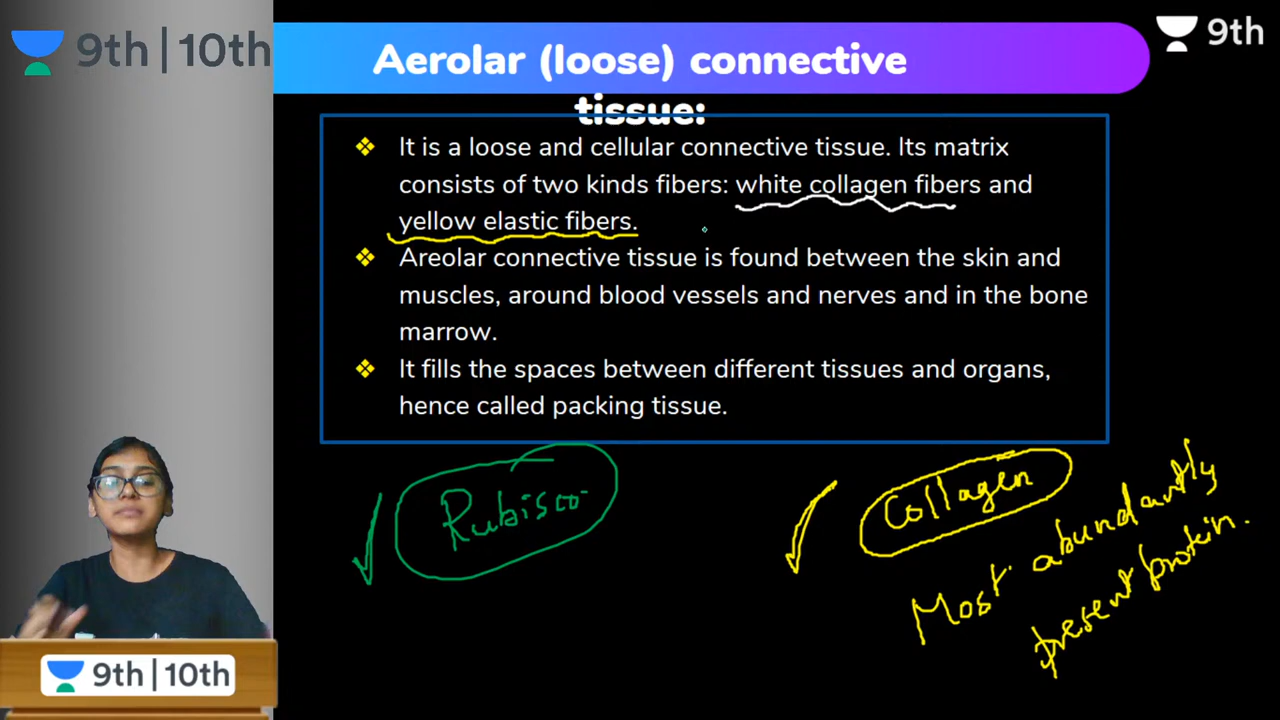 9th | 10th
9th
Aerolar (loose) connective
tissue:
❖ It is a loose and cellular connective tissue. Its matrix
consists of two kinds fibers: white collagen fibers and
yellow elastic fibers.
❖ Areolar connective tissue is found between the skin and
muscles, around blood vessels and nerves and in the bone
marrow.
❖ It fills the spaces between different tissues and organs,
hence called packing tissue.
Rubisco
Collagen
Most abundantly
present protein.
9th | 10th